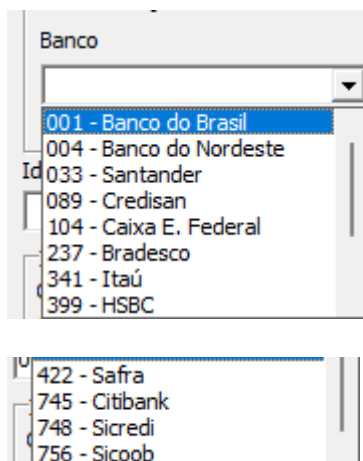 Banco
001 - Banco do Brasil
004 - Banco do Nordeste
033 - Santander
089 - Credisan
104 - Caixa E. Federal
237 - Bradesco
341 - Itaú
399 - HSBC
422 - Safra
745 - Citibank
748 - Sicredi
756 - Sicoob